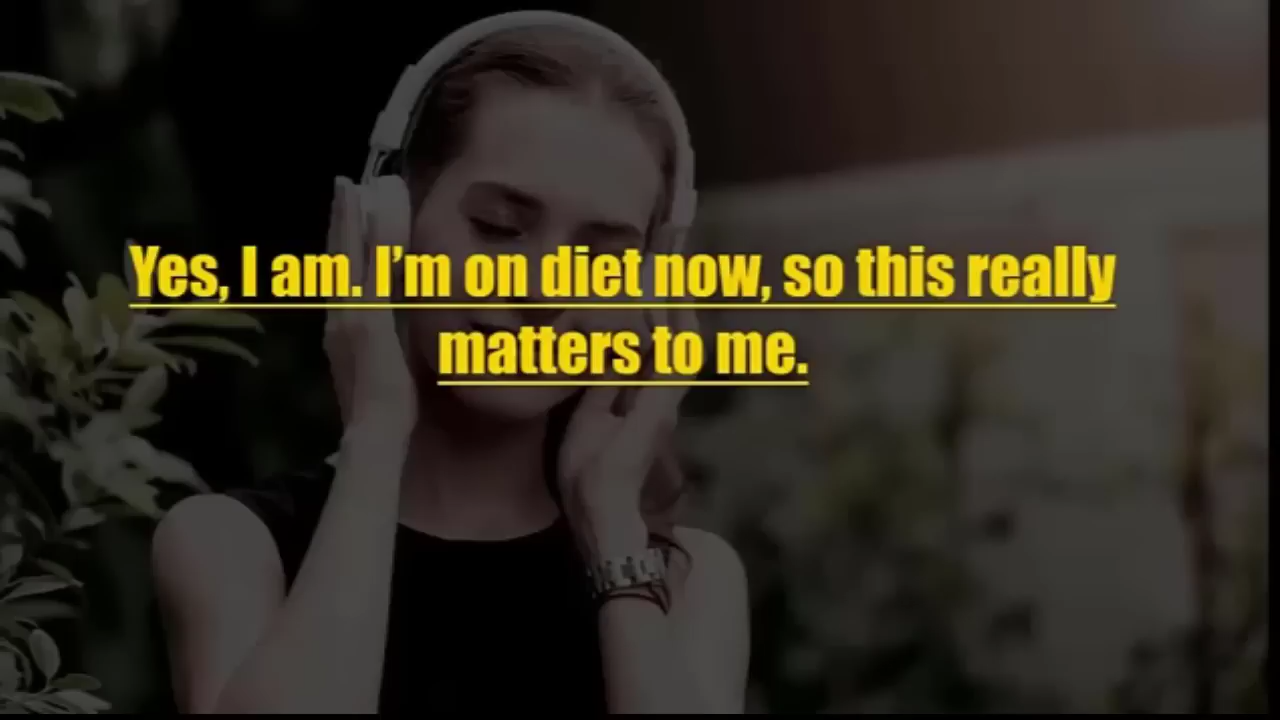 Yes, I am. I’m on diet now, so this really
matters to me.